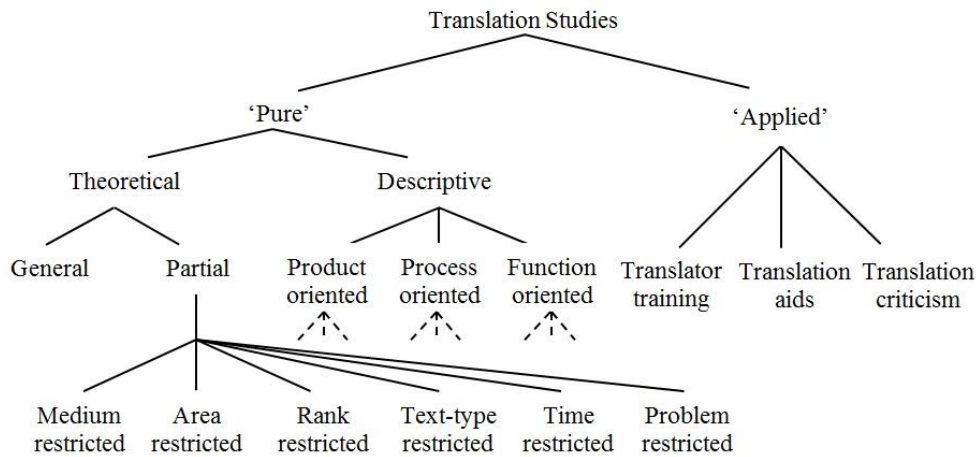 Translation Studies
‘Pure’
‘Applied’
Theoretical
Descriptive
General
Partial
Product
oriented
Process
oriented
Function
oriented
Translator
training
Translation
aids
Translation
criticism
Medium
restricted
Area
restricted
Rank
restricted
Text-type
restricted
Time
restricted
Problem
restricted